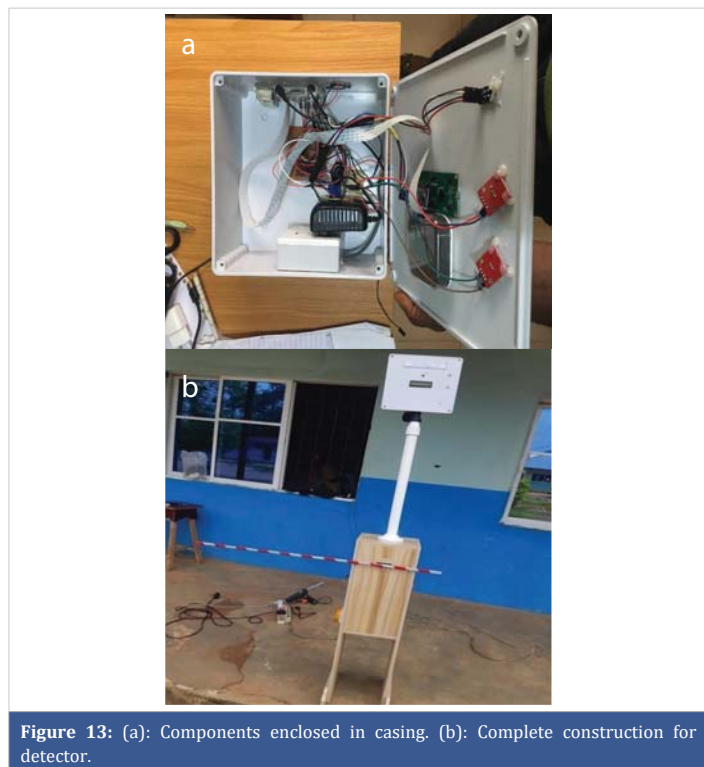 a
b
Figure 13: (a): Components enclosed in casing. (b): Complete construction for
detector.